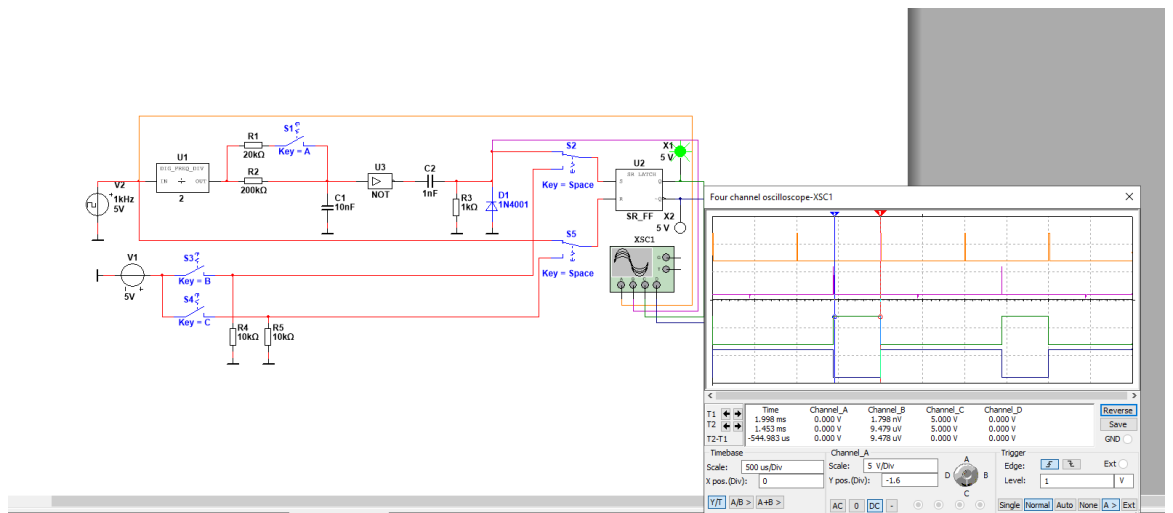 S1
R1
20kΩ
Key = A
U1
DIG_FREQ_DIV
IN ÷ OUT
2
R2
200kΩ
V2
1kHz
5V
C1
10nF
U3
NOT
C2
1nF
R3
1kΩ
D1
1N4001
S2
Key = Space
X1
5 V
U2
SR LATCH
S Q
R ~Q
SR_FF
X2
5 V
S5
Key = Space
XSC1
G
T
A B C D
V1
5V
S3
Key = B
S4
Key = C
R4
10kΩ
R5
10kΩ
Four channel oscilloscope-XSC1
Time Channel_A Channel_B Channel_C Channel_D
T1 1.998 ms 0.000 V 1.798 nV 5.000 V 0.000 V
T2 1.453 ms 0.000 V 9.479 uV 5.000 V 0.000 V
T2-T1 -544.983 us 0.000 V 9.478 uV 0.000 V 0.000 V
Reverse
Save
GND
Timebase
Scale: 500 us/Div
X pos.(Div): 0
Y/T A/B > A+B >
Channel_A
Scale: 5 V/Div
Y pos.(Div): -1.6
AC 0 DC -
A
B
C
D
Trigger
Edge: Ext
Level: 1 V
Single Normal Auto None A > Ext